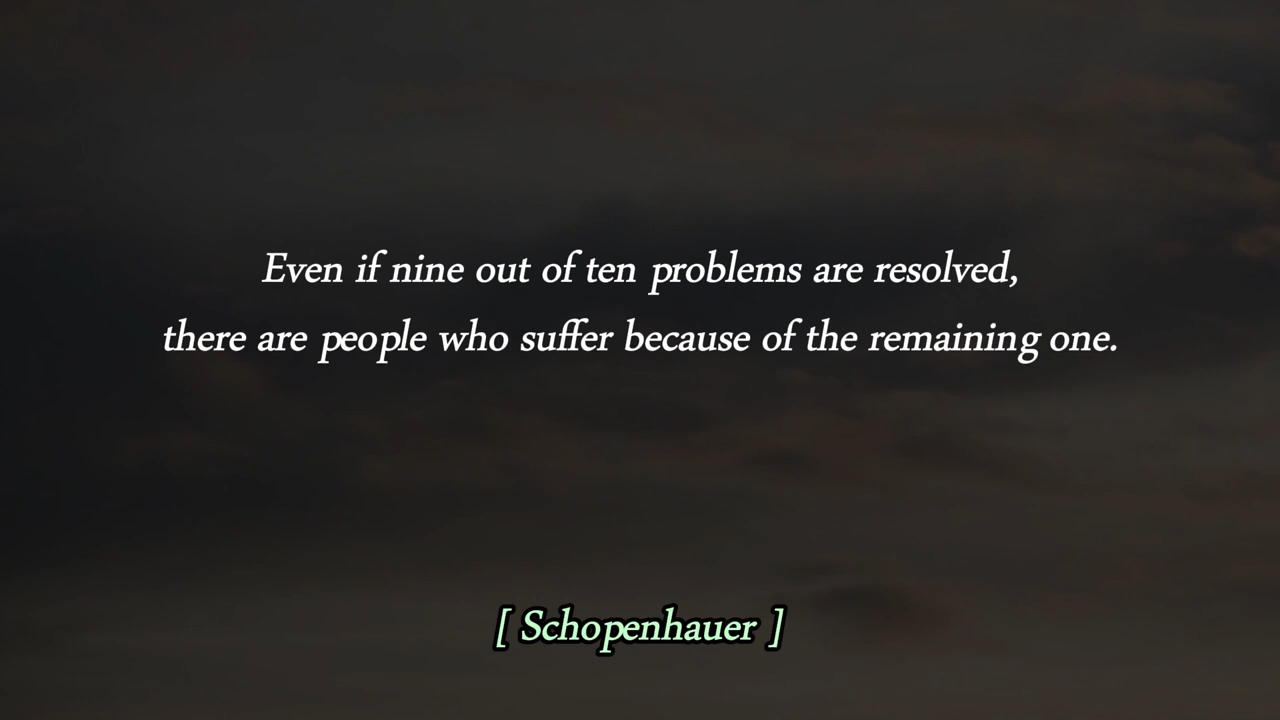 Even if nine out of ten problems are resolved,
there are people who suffer because of the remaining one.
[ Schopenhauer ]